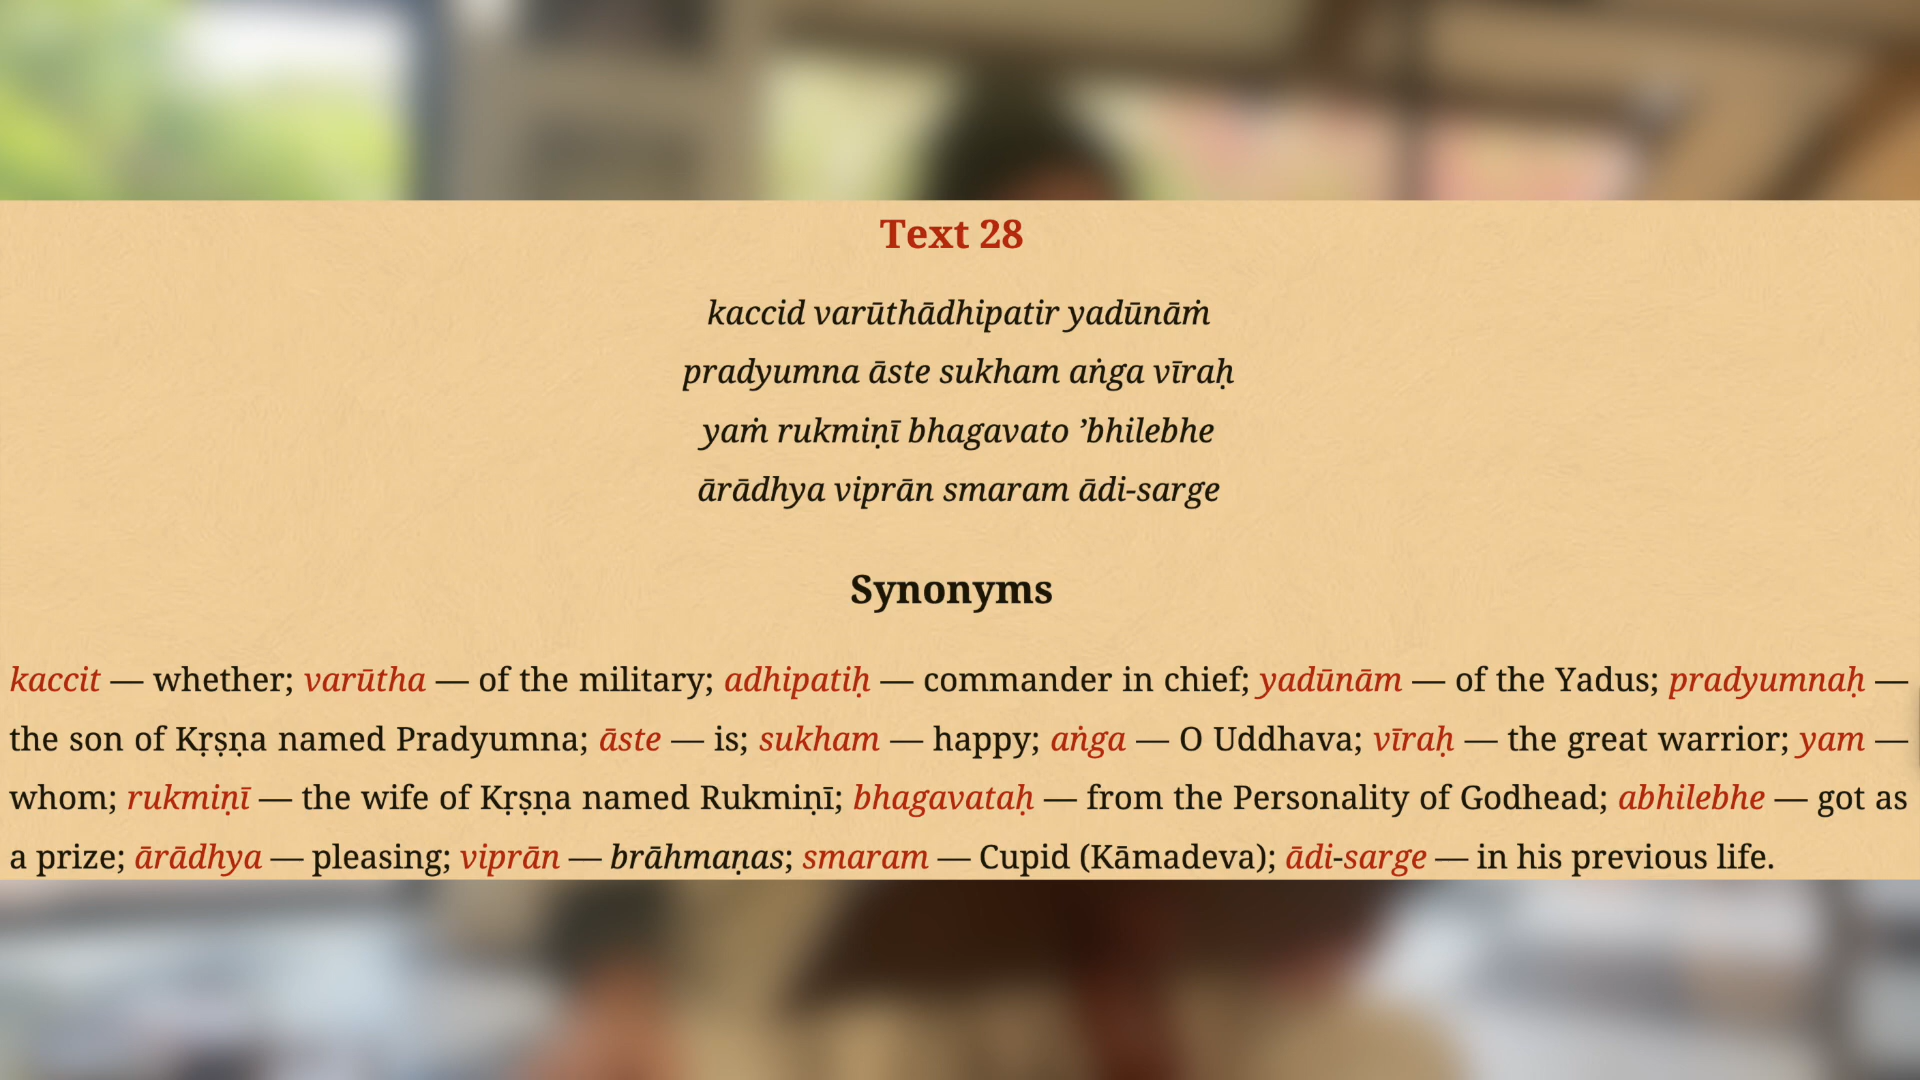 Text 28
kaccid varūthādhipatir yadūnāṁ
pradyumna āste sukham aṅga vīraḥ
yaṁ rukmiṇī bhagavato ’bhilebhe
ārādhya viprān smaram ādi-sarge
Synonyms
kaccit — whether; varūtha — of the military; adhipatiḥ — commander in chief; yadūnām — of the Yadus; pradyumnaḥ —
the son of Kṛṣṇa named Pradyumna; āste — is; sukham — happy; aṅga — O Uddhava; vīraḥ — the great warrior; yam —
whom; rukmiṇī — the wife of Kṛṣṇa named Rukmiṇī; bhagavataḥ — from the Personality of Godhead; abhilebhe — got as
a prize; ārādhya — pleasing; viprān — brāhmaṇas; smaram — Cupid (Kāmadeva); ādi-sarge — in his previous life.